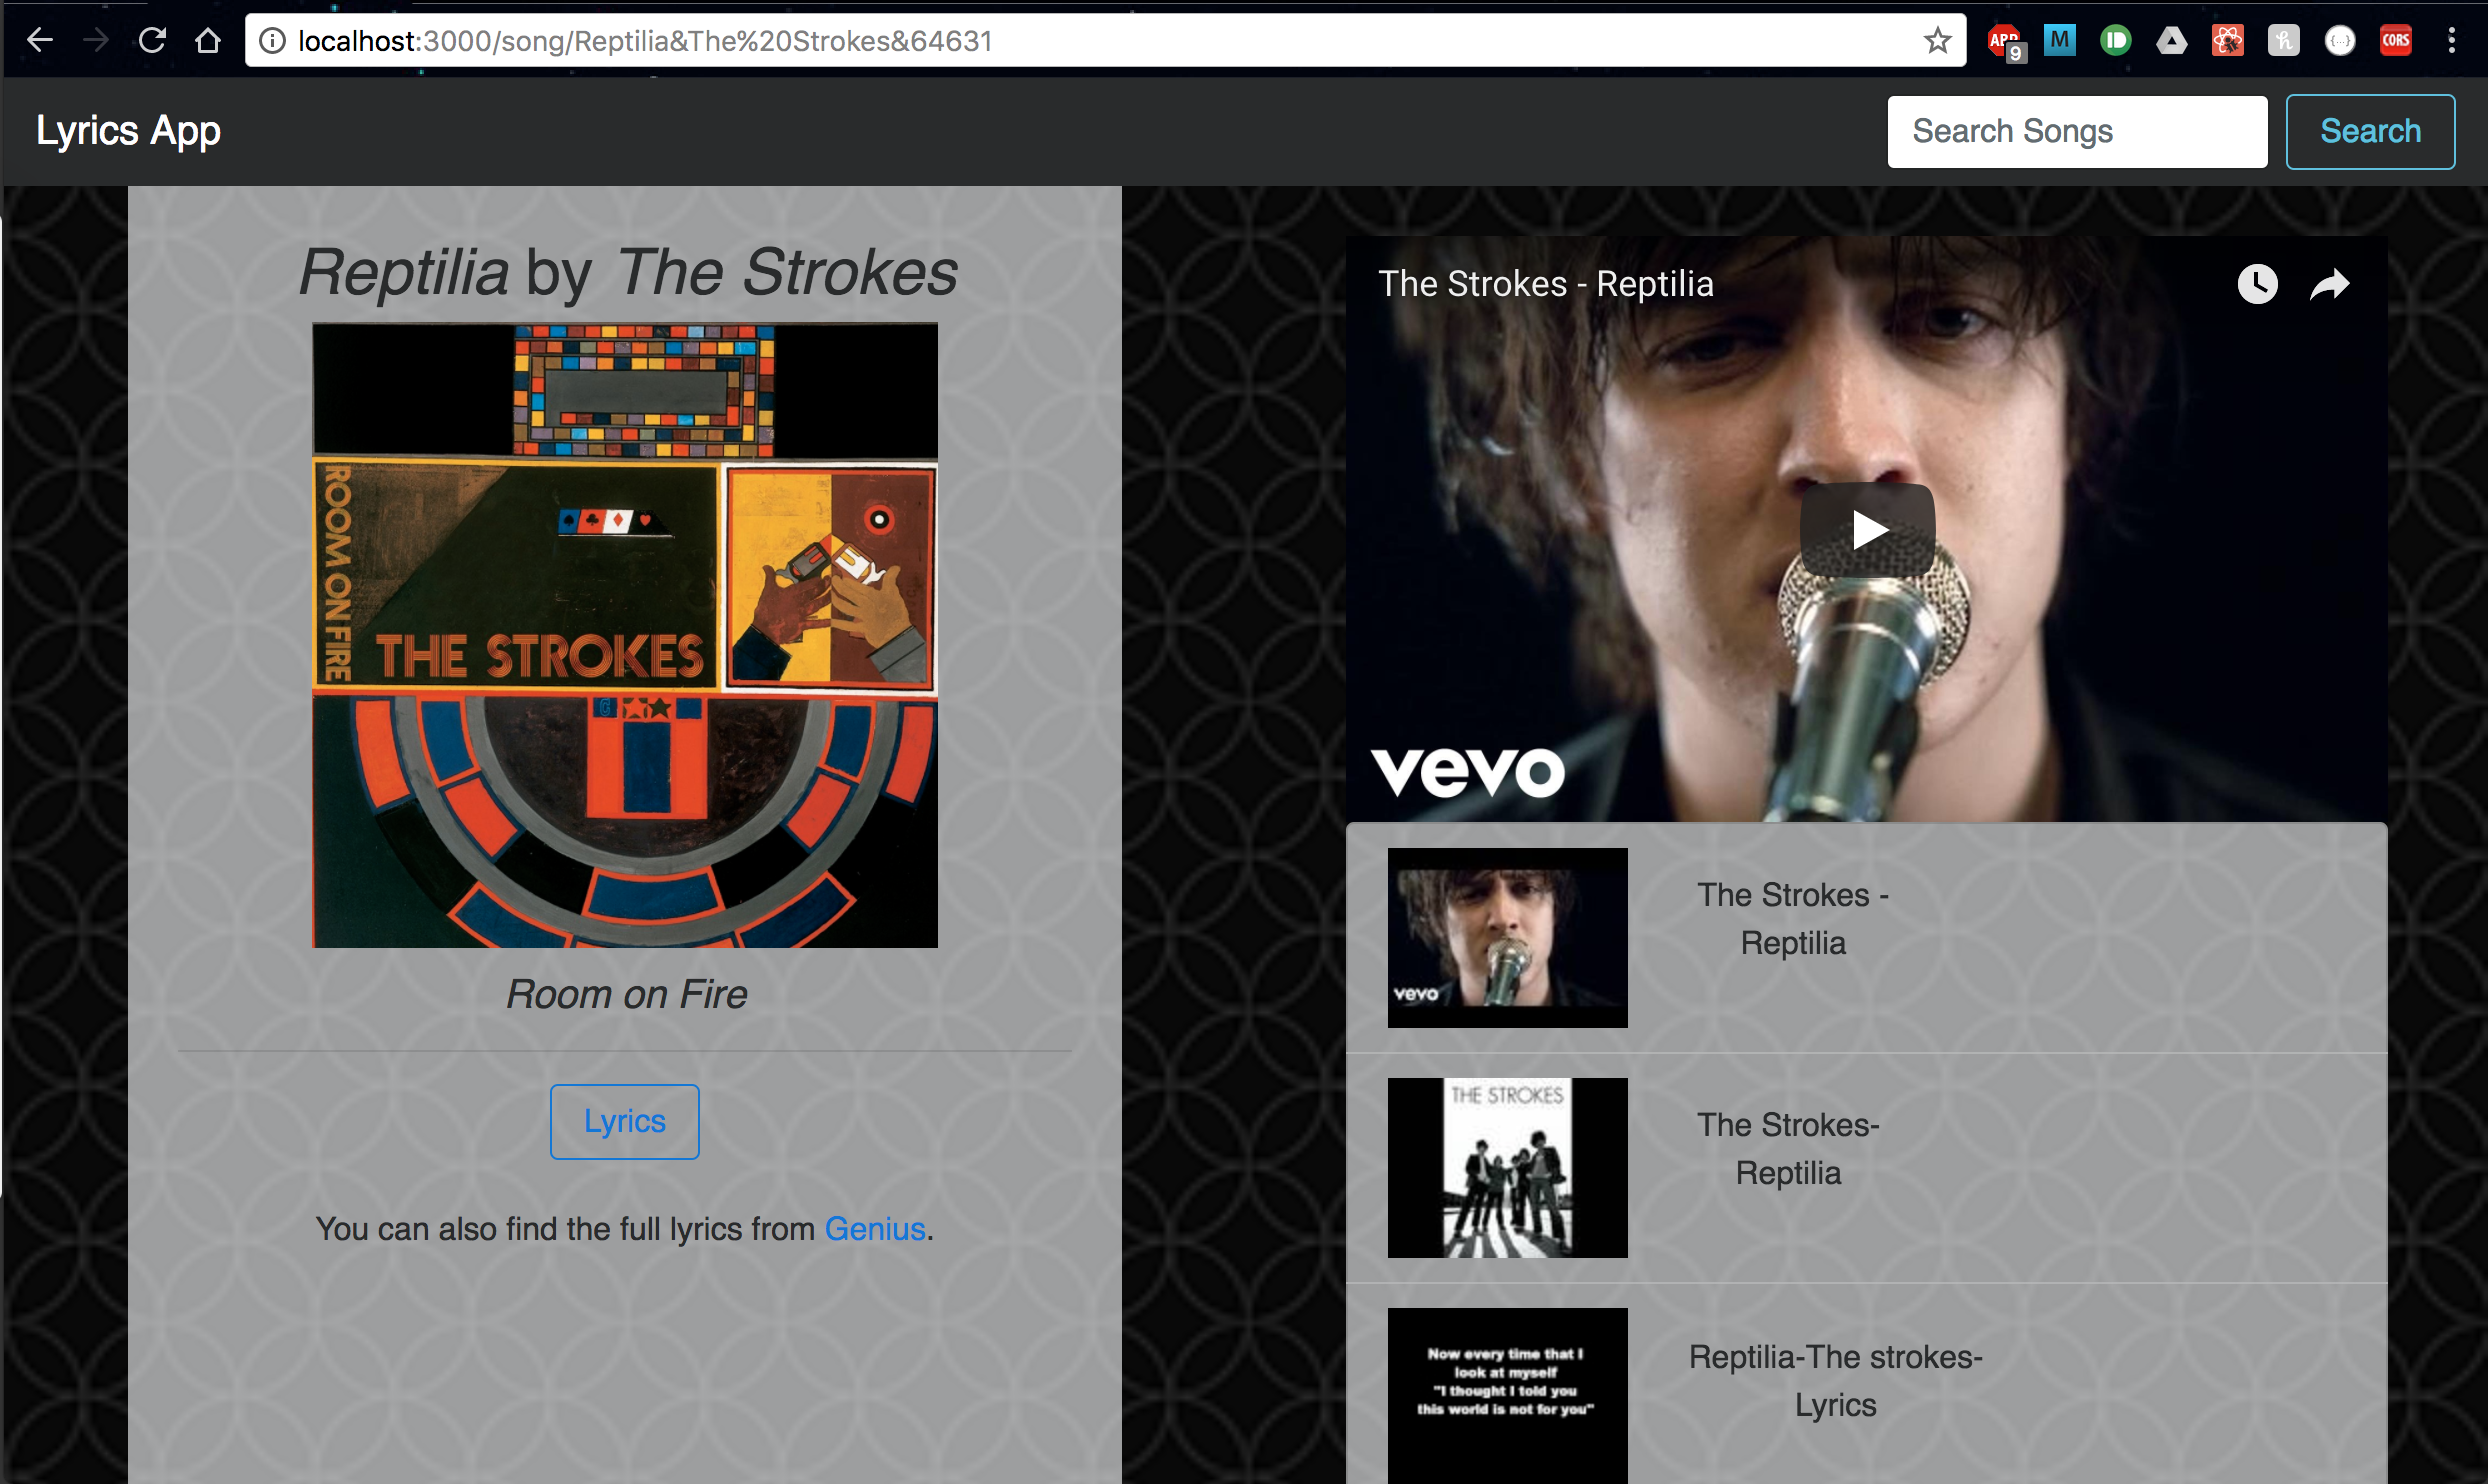 localhost:3000/song/Reptilia&The%20Strokes&64631
ABP
9
M
h
{...}
CORS
Lyrics App
Search Songs
Search
Reptilia by The Strokes
ROOM ON FIRE
THE STROKES
Room on Fire
Lyrics
You can also find the full lyrics from Genius.
The Strokes - Reptilia
vevo
vevo
The Strokes -
Reptilia
THE STROKES
The Strokes-
Reptilia
Now every time that I
look at myself
"I thought I told you
this world is not for you"
Reptilia-The strokes-
Lyrics